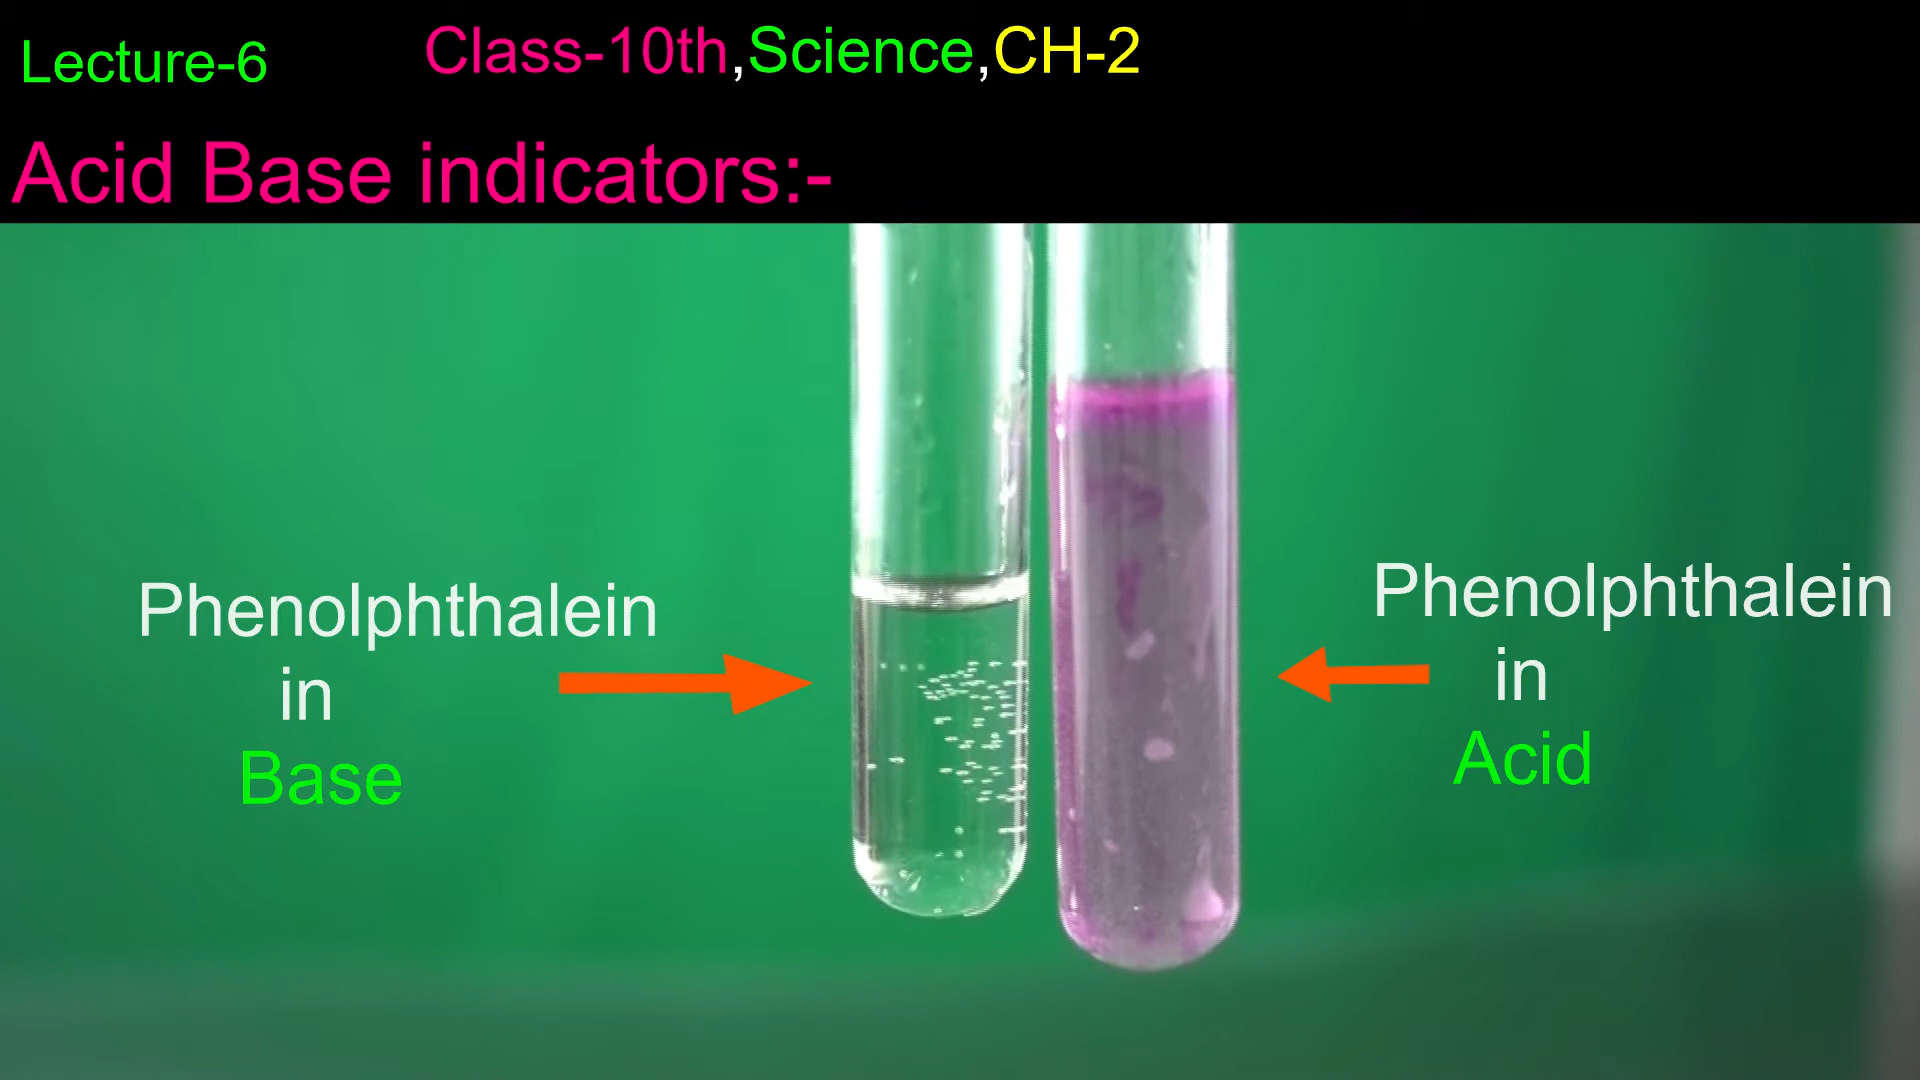 Lecture-6 Class-10th,Science,CH-2
Acid Base indicators:-
Phenolphthalein
in
Base
Phenolphthalein
in
Acid